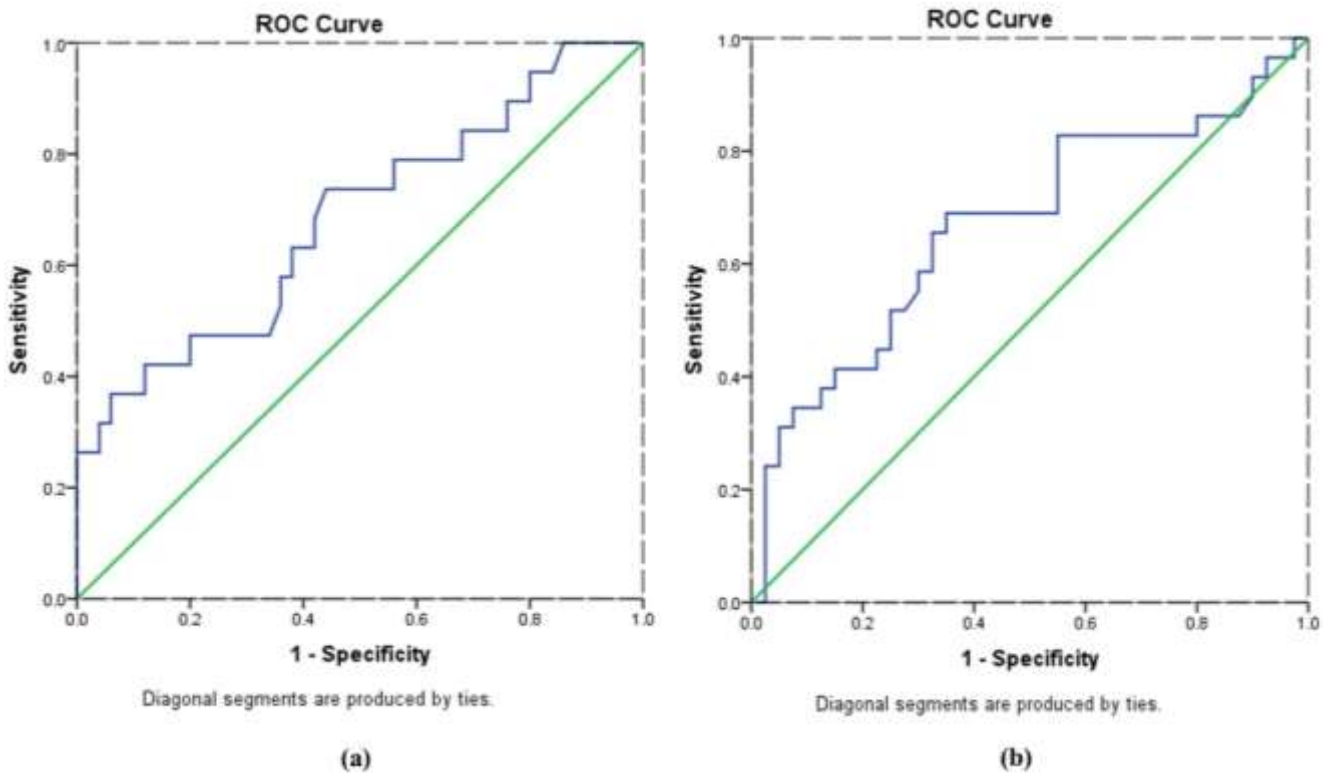 ROC Curve
1.0
0.8
0.6
0.4
0.2
0.0
Sensitivity
0.0 0.2 0.4 0.6 0.8 1.0
1 - Specificity
Diagonal segments are produced by ties.
(a)
ROC Curve
1.0
0.8
0.6
0.4
0.2
0.0
Sensitivity
0.0 0.2 0.4 0.6 0.8 1.0
1 - Specificity
Diagonal segments are produced by ties.
(b)